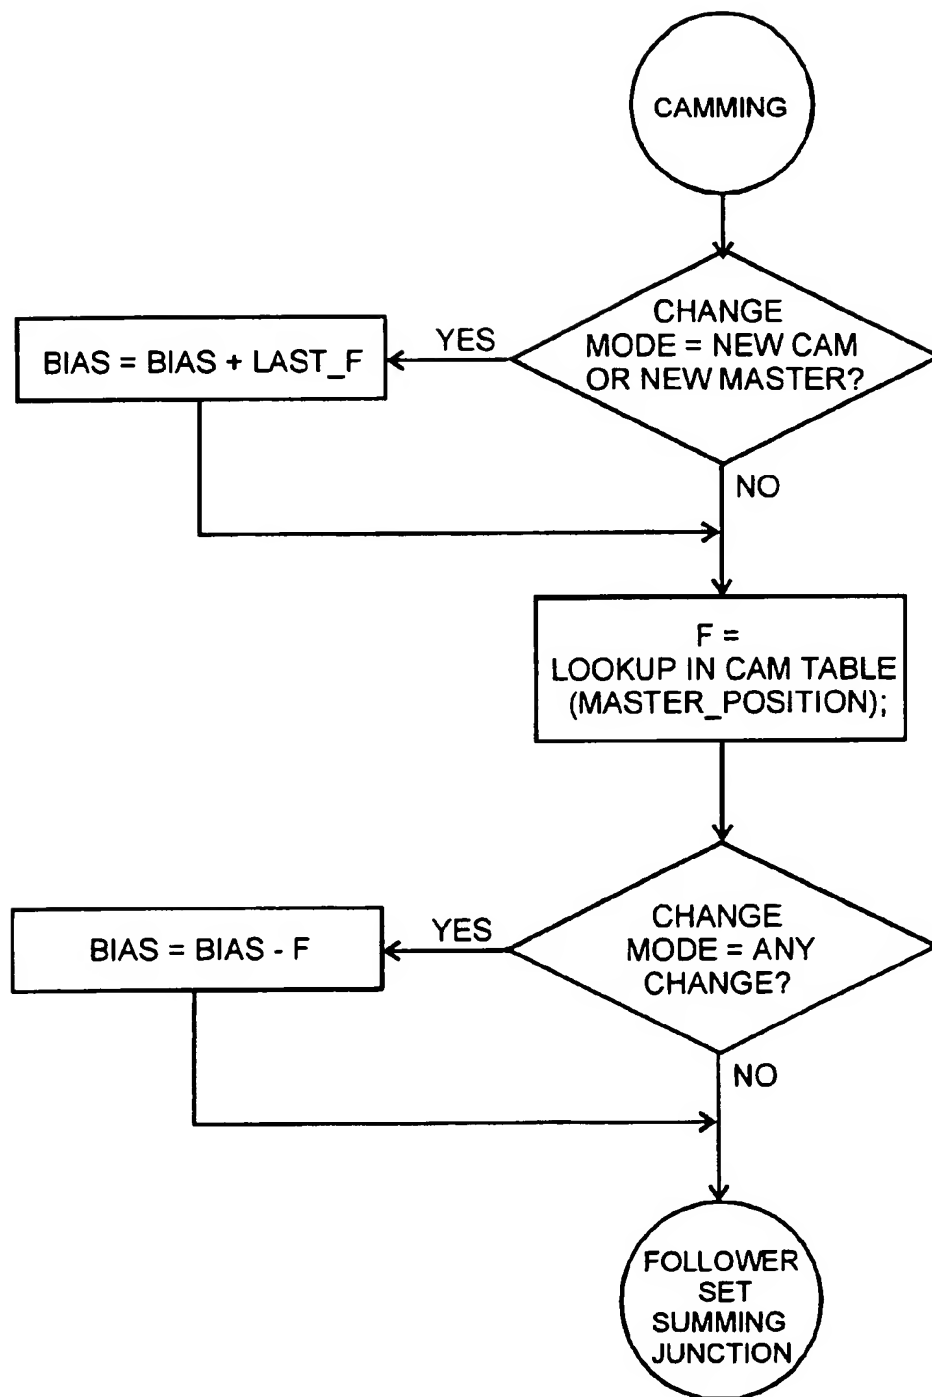 CAMMING
CHANGE
MODE = NEW CAM
OR NEW MASTER?
YES
BIAS = BIAS + LAST_F
NO
F =
LOOKUP IN CAM TABLE
(MASTER_POSITION);
CHANGE
MODE = ANY
CHANGE?
YES
BIAS = BIAS - F
NO
FOLLOWER
SET
SUMMING
JUNCTION